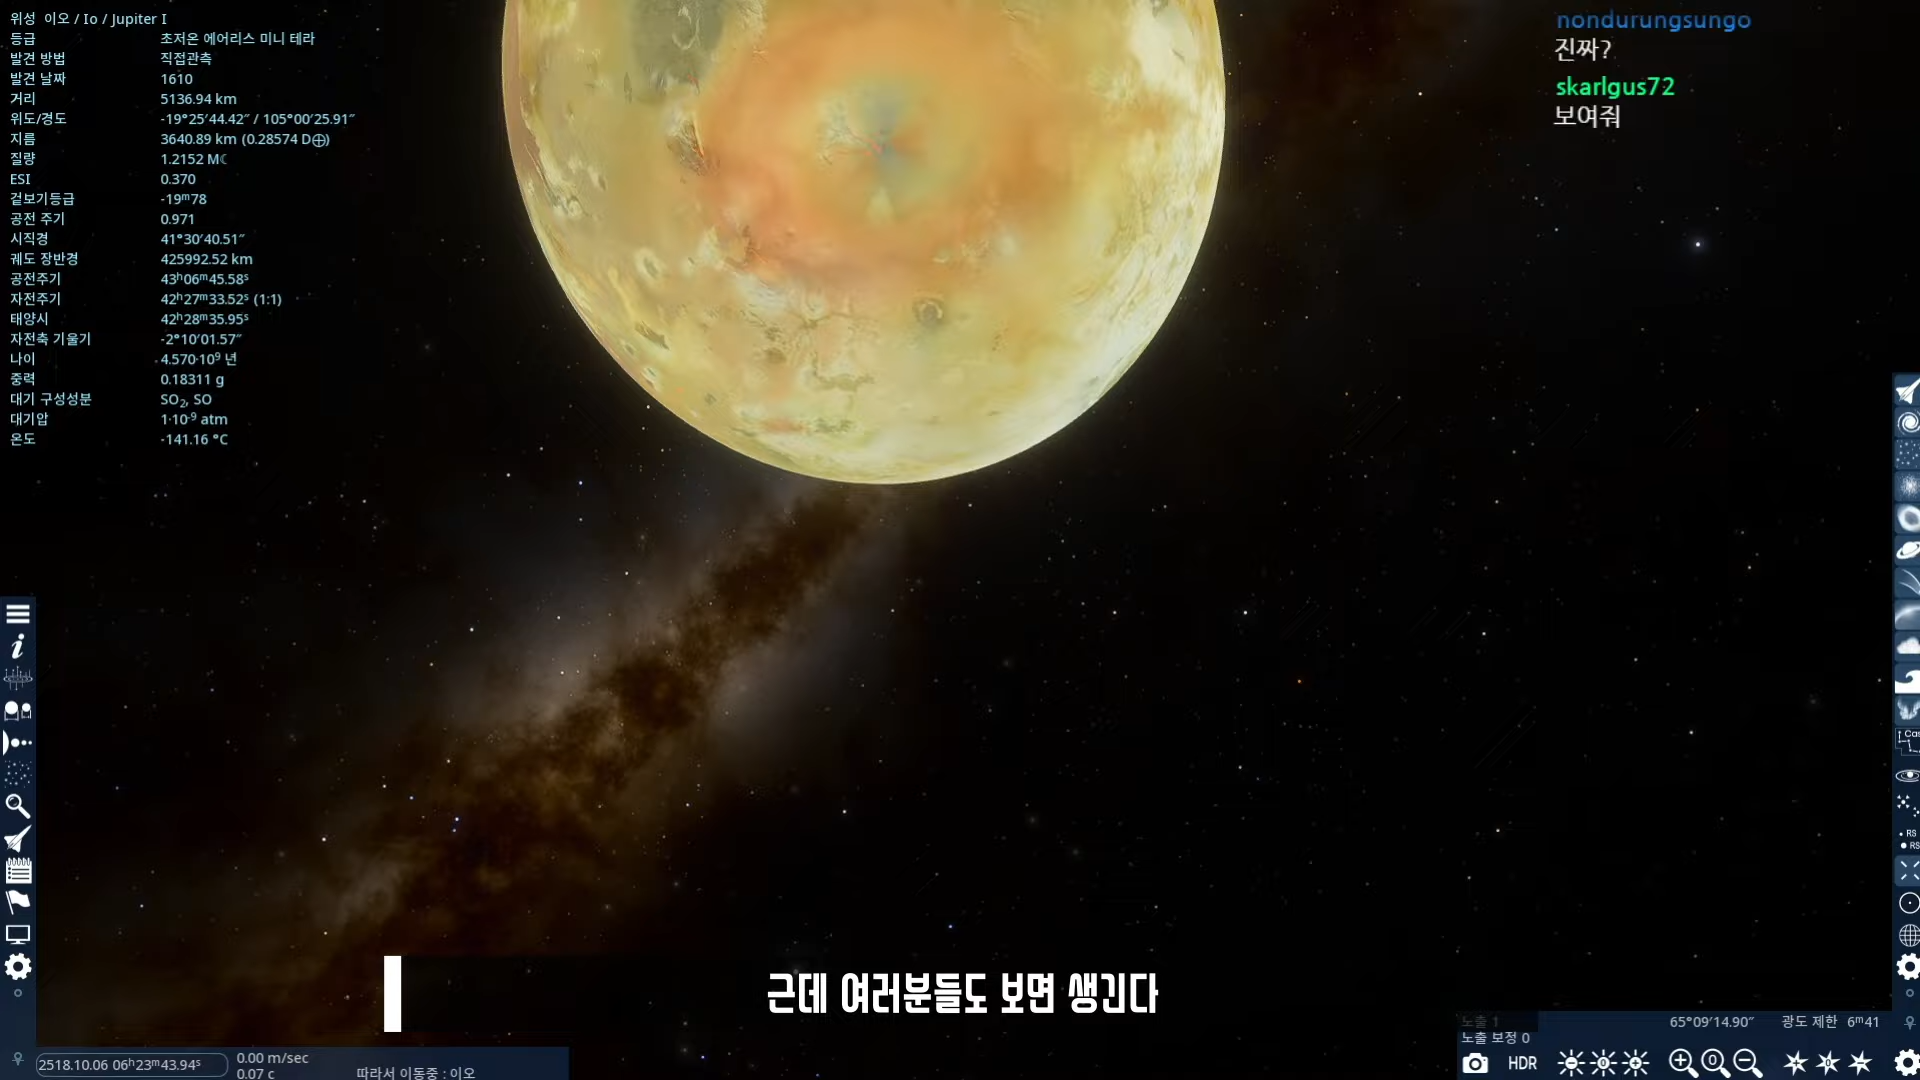 위성 이오 / Io / Jupiter I
등급 초저온 에어리스 미니 테라
발견 방법 직접관측
발견 날짜 1610
거리 5136.94 km
위도/경도 -19°25′44.42″ / 105°00′25.91″
지름 3640.89 km (0.28574 D⊕)
질량 1.2152 M☾
ESI 0.370
겉보기등급 -19ᵐ78
공전 주기 0.971
시직경 41°30′40.51″
궤도 장반경 425992.52 km
공전주기 43ʰ06ᵐ45.58ˢ
자전주기 42ʰ27ᵐ33.52ˢ (1:1)
태양시 42ʰ28ᵐ35.95ˢ
자전축 기울기 -2°10′01.57″
나이 4.570·10⁹ 년
중력 0.18311 g
대기 구성성분 SO₂, SO
대기압 1·10⁻⁹ atm
온도 -141.16 °C
nondurungsungo
진짜?
skarlgus72
보여줘
RS
RS
근데 여러분들도 보면 생긴다
노출 1
65°09′14.90″ 광도 제한 6ᵐ41
노출 보정 0
HDR
2518.10.06 06ʰ23ᵐ43.94ˢ
0.00 m/sec
0.07 c
따라서 이동중 : 이오